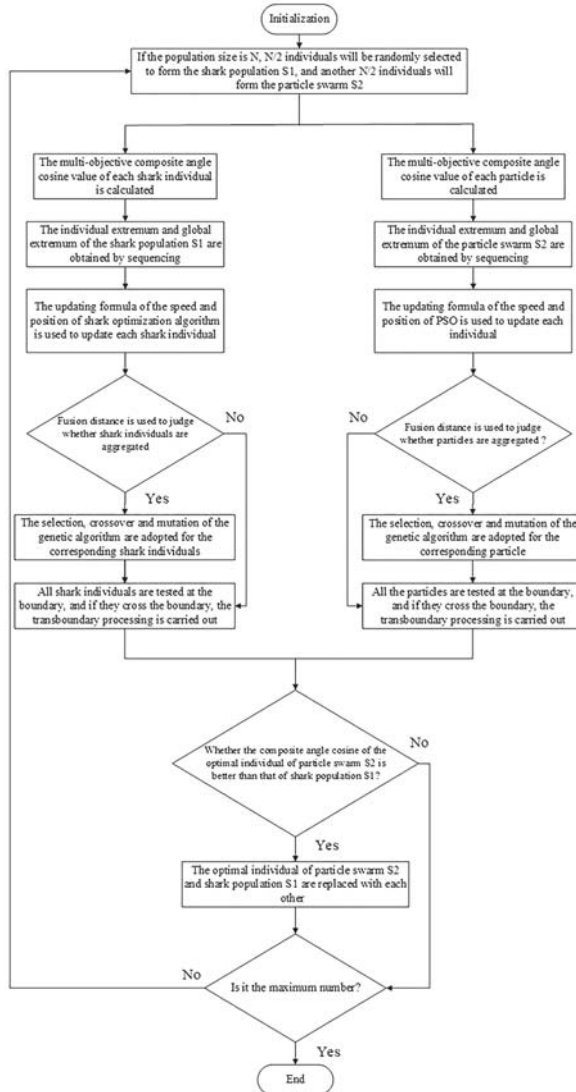 Initialization
If the population size is N, N/2 individuals will be randomly selected
to form the shark population S1, and another N/2 individuals will
form the particle swarm S2
The multi-objective composite angle
cosine value of each shark individual
is calculated
The multi-objective composite angle
cosine value of each particle is
calculated
The individual extremum and global
extremum of the shark population S1 are
obtained by sequencing
The individual extremum and global
extremum of the particle swarm S2 are
obtained by sequencing
The updating formula of the speed and
position of shark optimization algorithm
is used to update each shark individual
The updating formula of the speed and
position of PSO is used to update each
individual
Fusion distance is used to judge
whether shark individuals are
aggregated
No
Yes
Fusion distance is used to judge
whether particles are aggregated ?
No
Yes
The selection, crossover and mutation of the
genetic algorithm are adopted for the
corresponding shark individuals
The selection, crossover and mutation of the
genetic algorithm are adopted for the
corresponding particle
All shark individuals are tested at the
boundary, and if they cross the boundary, the
transboundary processing is carried out
All the particles are tested at the boundary,
and if they cross the boundary, the
transboundary processing is carried out
Whether the composite angle cosine of the
optimal individual of particle swarm S2 is
better than that of shark population S1?
No
Yes
The optimal individual of particle swarm S2
and shark population S1 are replaced with each
other
No
Is it the maximum number?
Yes
End